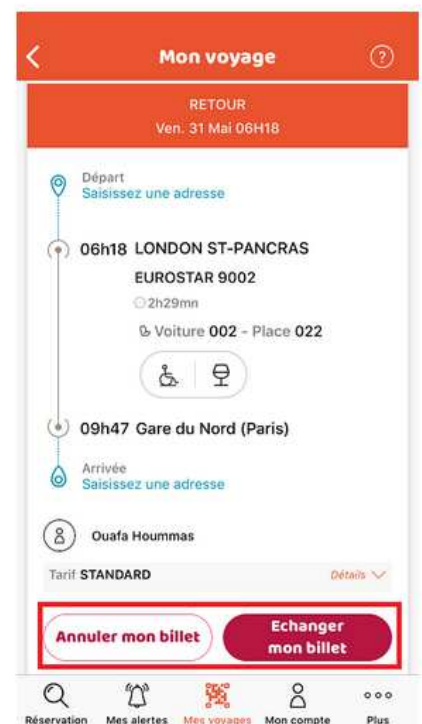 Mon voyage
?
RETOUR
Ven. 31 Mai 06H18
Départ
Saisissez une adresse
06h18 LONDON ST-PANCRAS
EUROSTAR 9002
2h29mn
Voiture 002 - Place 022
09h47 Gare du Nord (Paris)
Arrivée
Saisissez une adresse
Ouafa Hoummas
Tarif STANDARD Détails
Annuler mon billet
Echanger
mon billet
Réservation Mes alertes Mes voyages Mon compte Plus